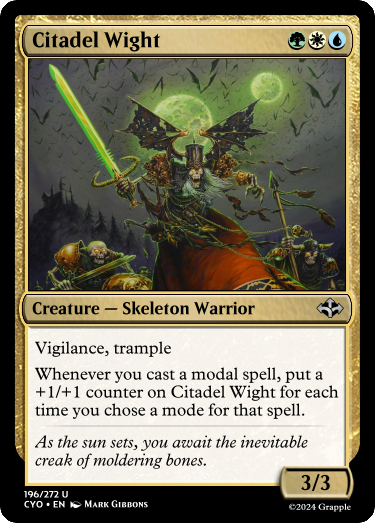 Citadel Wight
Creature — Skeleton Warrior
Vigilance, trample
Whenever you cast a modal spell, put a
+1/+1 counter on Citadel Wight for each
time you chose a mode for that spell.
As the sun sets, you await the inevitable
creak of moldering bones.
3/3
196/272 U
CYO • EN Mark Gibbons
©2024 Grapple